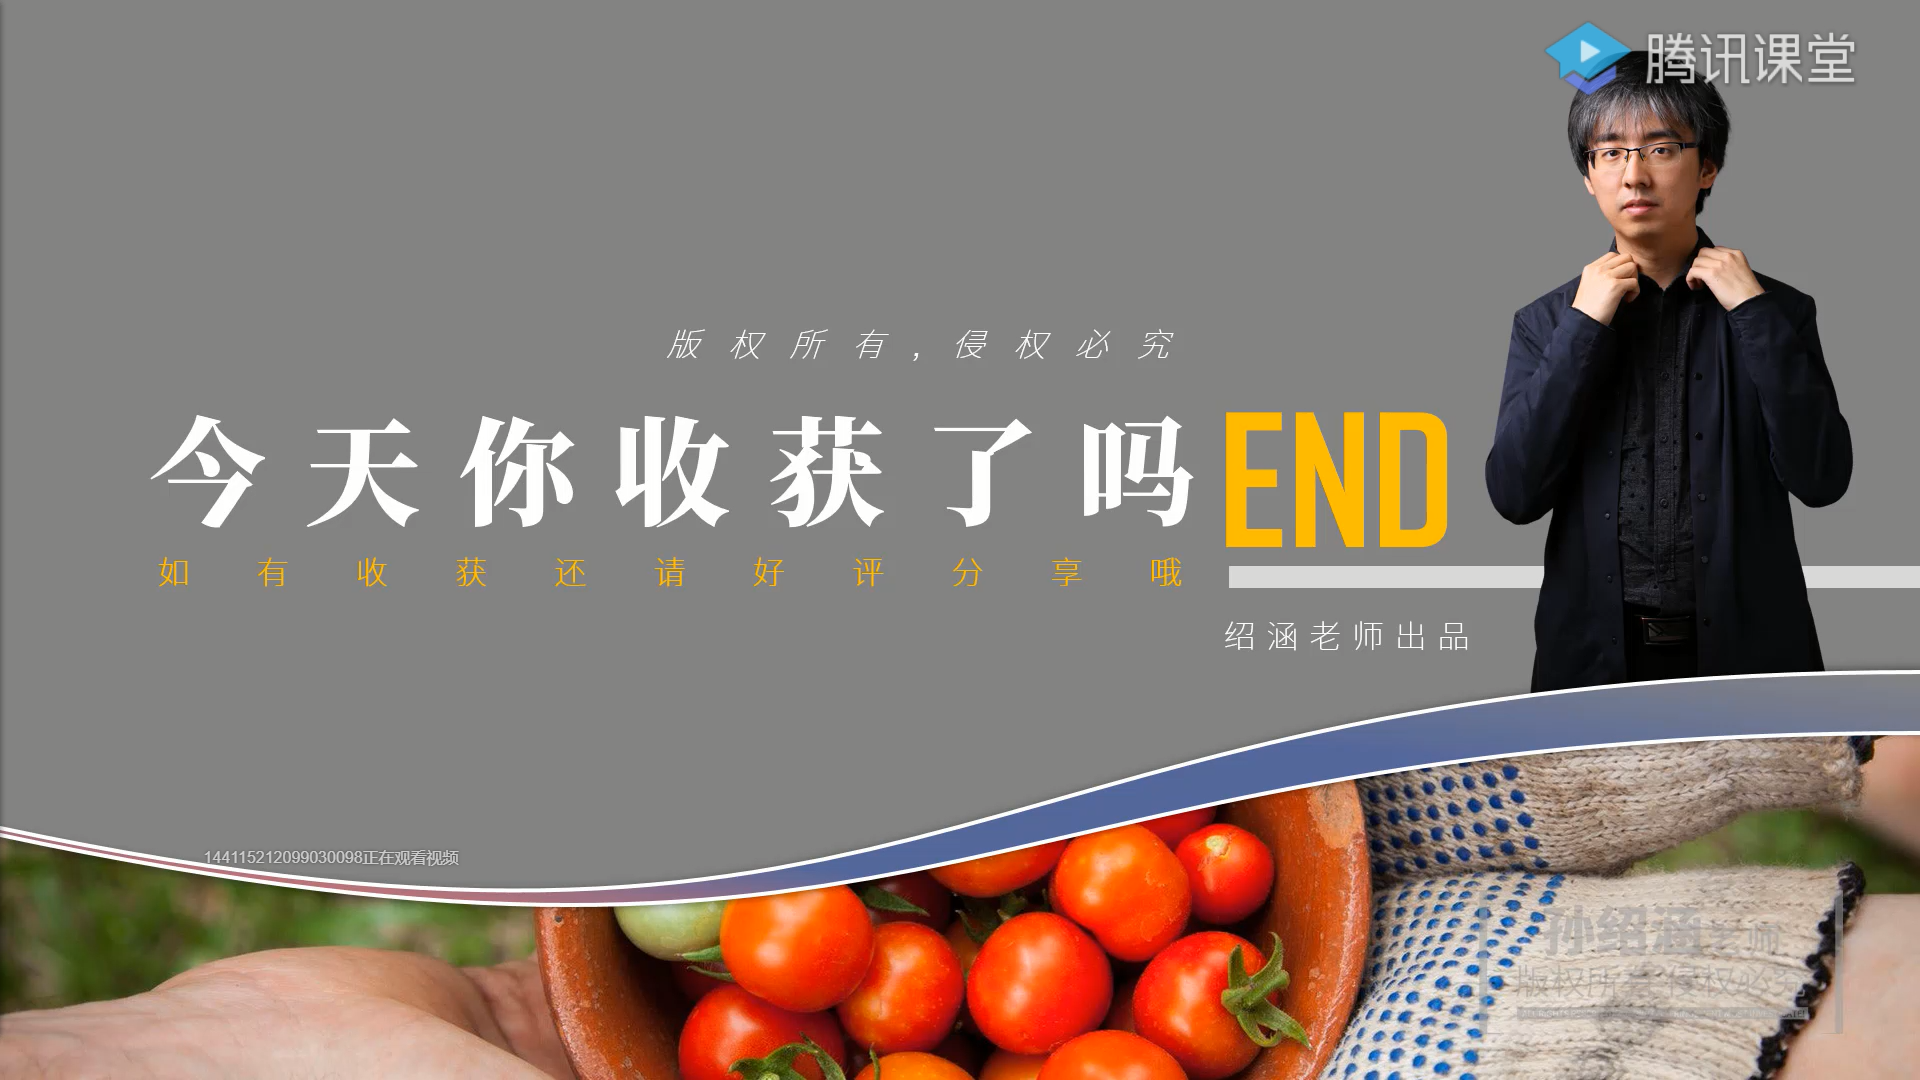 腾讯课堂
版权所有,侵权必究
今天你收获了吗
END
如有收获还请好评分享哦
绍涵老师出品
144115212099030098正在观看视频
孙绍涵老师
版权所有 侵权必究